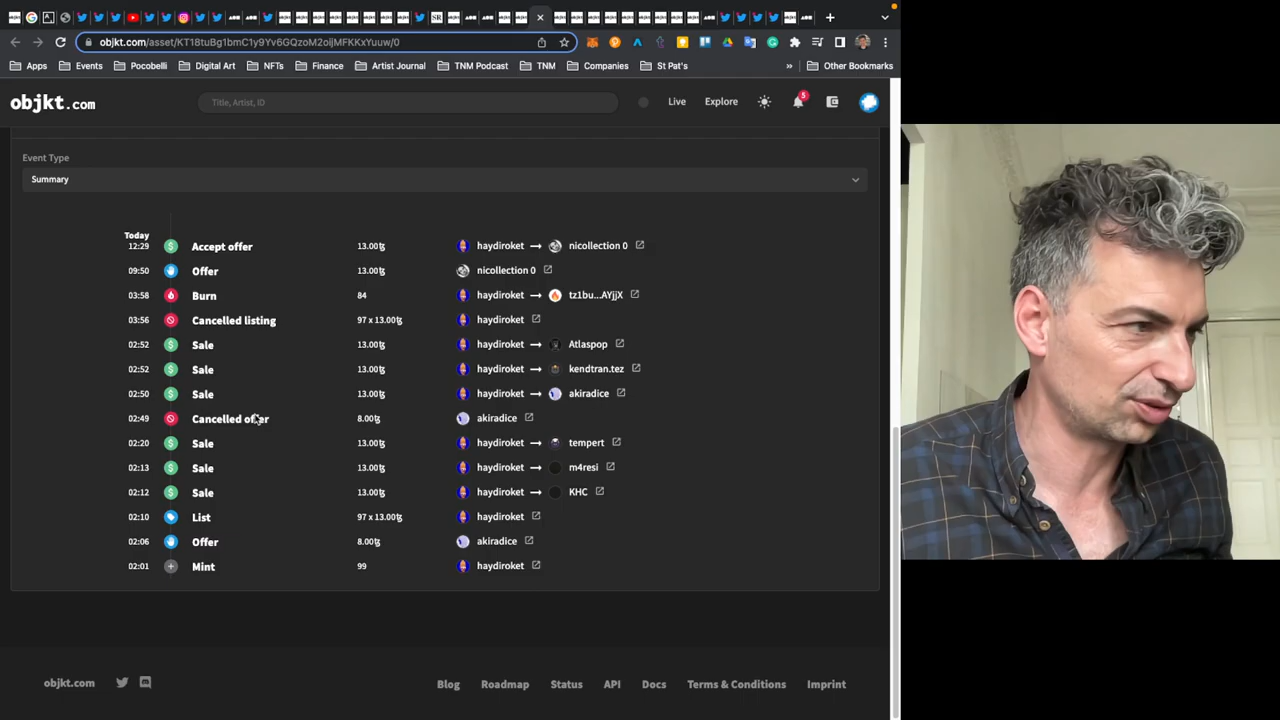 objkt.com/asset/KT18tuBg1bmC1y9Yv6GQzoM2oijMFKKxYuuw/0
Apps Events Pocobelli Digital Art NFTs Finance Artist Journal TNM Podcast TNM Companies St Pat's » Other Bookmarks
objkt.com Title, Artist, ID Live Explore 5
Event Type
Summary
Today
12:29 Accept offer 13.00ꜩ haydiroket → nicollection 0
09:50 Offer 13.00ꜩ nicollection 0
03:58 Burn 84 haydiroket → tz1bu...AYjjX
03:56 Cancelled listing 97 x 13.00ꜩ haydiroket
02:52 Sale 13.00ꜩ haydiroket → Atlaspop
02:52 Sale 13.00ꜩ haydiroket → kendtran.tez
02:50 Sale 13.00ꜩ haydiroket → akiradice
02:49 Cancelled offer 8.00ꜩ akiradice
02:20 Sale 13.00ꜩ haydiroket → tempert
02:13 Sale 13.00ꜩ haydiroket → m4resi
02:12 Sale 13.00ꜩ haydiroket → KHC
02:10 List 97 x 13.00ꜩ haydiroket
02:06 Offer 8.00ꜩ akiradice
02:01 Mint 99 haydiroket
objkt.com Blog Roadmap Status API Docs Terms & Conditions Imprint